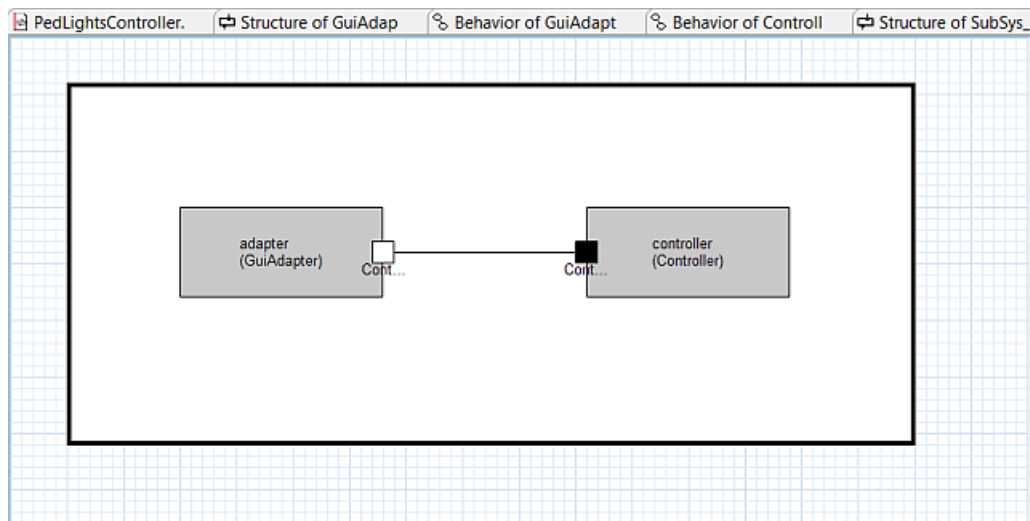 PedLightsController.
Structure of GuiAdap
Behavior of GuiAdapt
Behavior of Controll
Structure of SubSys_
adapter
(GuiAdapter)
Cont...
Cont...
controller
(Controller)